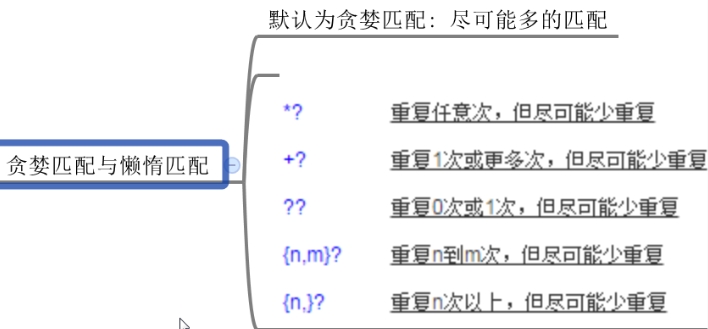 默认为贪婪匹配：尽可能多的匹配
贪婪匹配与懒惰匹配
*? 重复任意次，但尽可能少重复
+? 重复1次或更多次，但尽可能少重复
?? 重复0次或1次，但尽可能少重复
{n,m}? 重复n到m次，但尽可能少重复
{n,}? 重复n次以上，但尽可能少重复